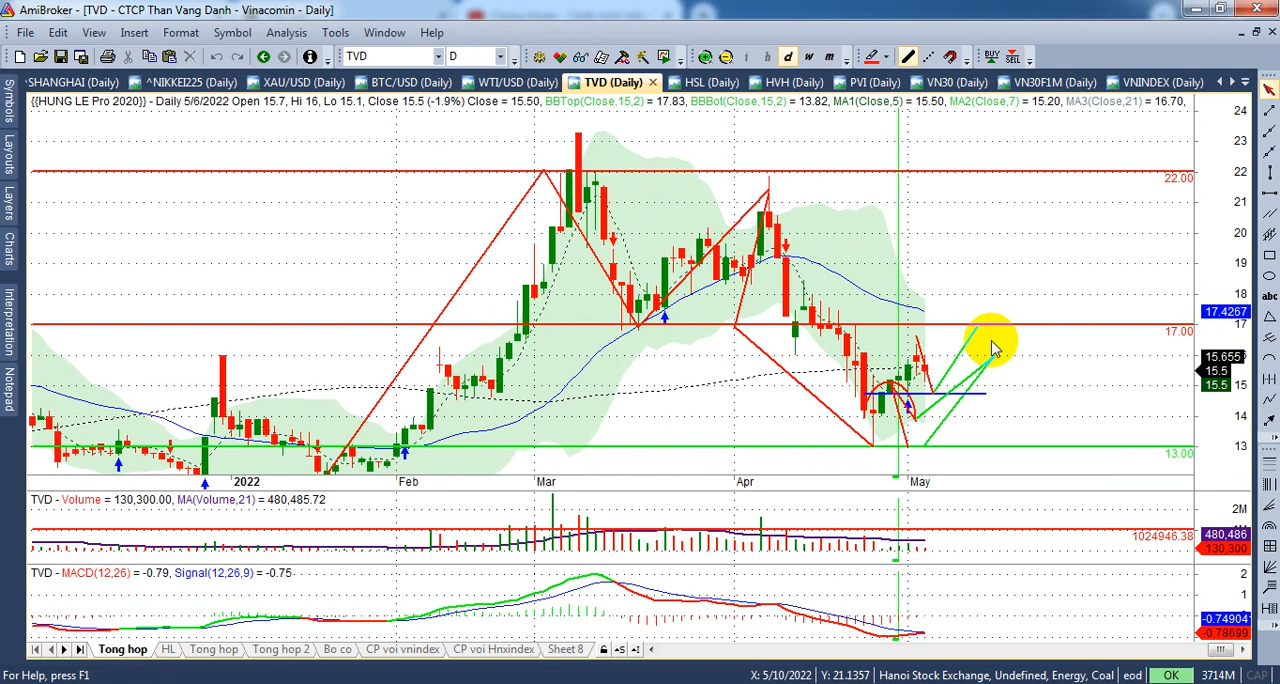 AmiBroker - [TVD - CTCP Than Vang Danh - Vinacomin - Daily]
File Edit View Insert Format Symbol Analysis Tools Window Help
TVD D i h d w m BUY SELL
SHANGHAI (Daily) ^NIKKEI225 (Daily) XAU/USD (Daily) BTC/USD (Daily) WTI/USD (Daily) TVD (Daily) HSL (Daily) HVH (Daily) PVI (Daily) VN30 (Daily) VN30F1M (Daily) VNINDEX (Daily)
{{HUNG LE Pro 2020}} - Daily 5/6/2022 Open 15.7, Hi 16, Lo 15.1, Close 15.5 (-1.9%) Close = 15.50, BBTop(Close,15,2) = 17.83, BBBot(Close,15,2) = 13.82, MA1(Close,5) = 15.50, MA2(Close,7) = 15.20, MA3(Close,21) = 16.70,
Symbols
Layouts
Layers
Charts
Interpretation
Notepad
24
23
22
22.00
21
20
19
18
17.4267
17
17.00
15.655
15.5
15.5
15
14
13
13.00
abc
2022 Feb Mar Apr May
TVD - Volume = 130,300.00, MA(Volume,21) = 480,485.72
2M
1024946.38
480,486
130,300
TVD - MACD(12,26) = -0.79, Signal(12,26,9) = -0.75
2
1
-0.74904
-0.78699
Tong hop HL Tong hop Tong hop 2 Bo co CP voi vnindex CP voi Hnxindex Sheet 8
For Help, press F1 X: 5/10/2022 Y: 21.1357 Hanoi Stock Exchange, Undefined, Energy, Coal eod OK 3714M CAP